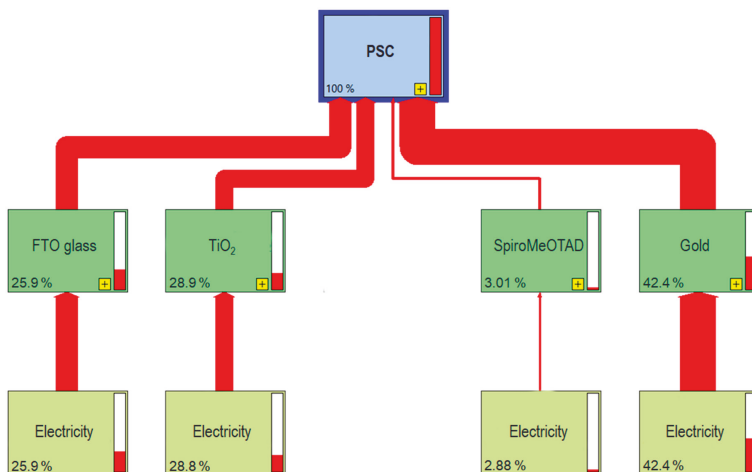 PSC
100 %
FTO glass
25.9 %
TiO₂
28.9 %
SpiroMeOTAD
3.01 %
Gold
42.4 %
Electricity
25.9 %
Electricity
28.8 %
Electricity
2.88 %
Electricity
42.4 %